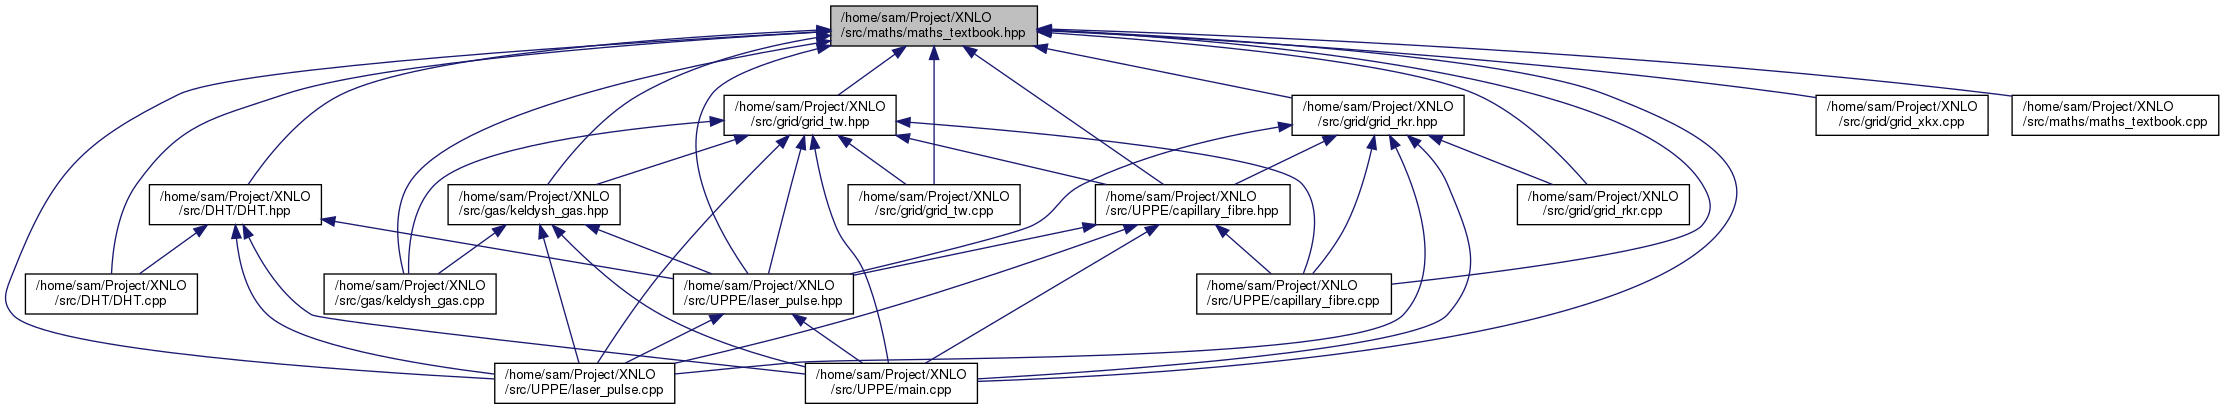 /home/sam/Project/XNLO
/src/maths/maths_textbook.hpp
/home/sam/Project/XNLO
/src/grid/grid_tw.hpp
/home/sam/Project/XNLO
/src/grid/grid_rkr.hpp
/home/sam/Project/XNLO
/src/grid/grid_xkx.cpp
/home/sam/Project/XNLO
/src/maths/maths_textbook.cpp
/home/sam/Project/XNLO
/src/DHT/DHT.hpp
/home/sam/Project/XNLO
/src/gas/keldysh_gas.hpp
/home/sam/Project/XNLO
/src/grid/grid_tw.cpp
/home/sam/Project/XNLO
/src/UPPE/capillary_fibre.hpp
/home/sam/Project/XNLO
/src/grid/grid_rkr.cpp
/home/sam/Project/XNLO
/src/DHT/DHT.cpp
/home/sam/Project/XNLO
/src/gas/keldysh_gas.cpp
/home/sam/Project/XNLO
/src/UPPE/laser_pulse.hpp
/home/sam/Project/XNLO
/src/UPPE/capillary_fibre.cpp
/home/sam/Project/XNLO
/src/UPPE/laser_pulse.cpp
/home/sam/Project/XNLO
/src/UPPE/main.cpp